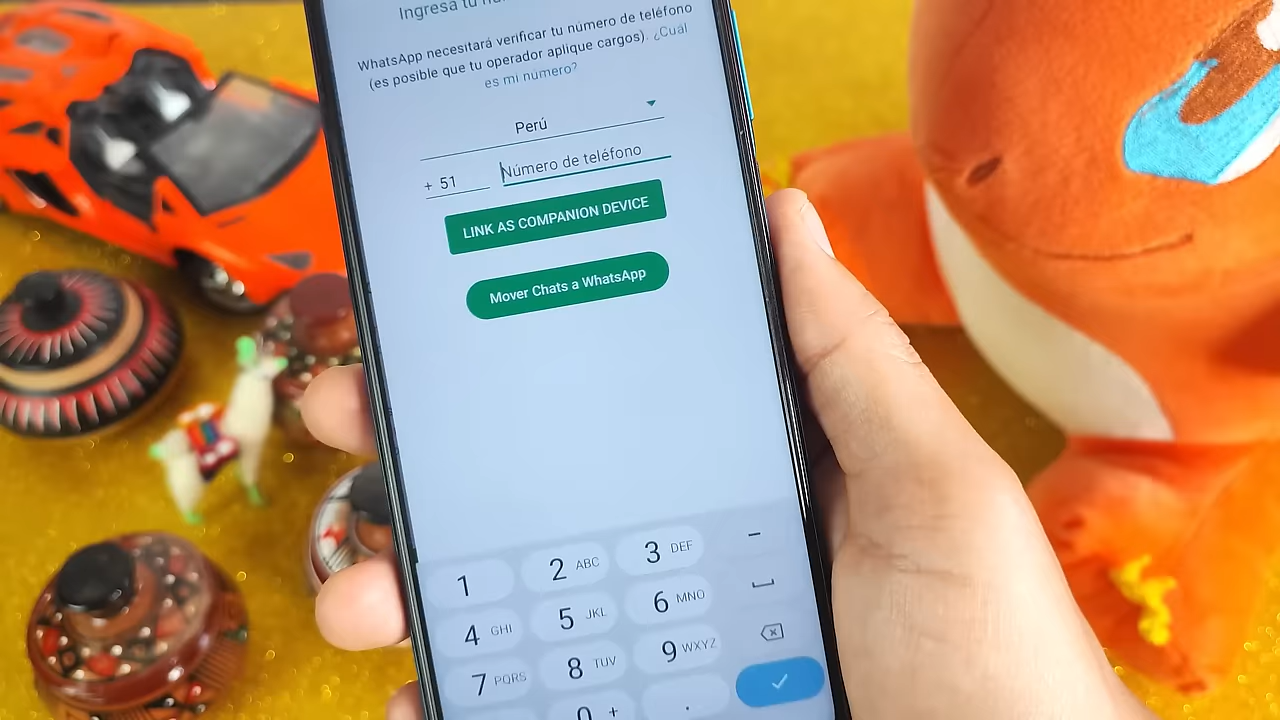 Ingresa tu
WhatsApp necesitará verificar tu número de teléfono
(es posible que tu operador aplique cargos). ¿Cuál
es mi número?
Perú
+ 51 Número de teléfono
LINK AS COMPANION DEVICE
Mover Chats a WhatsApp
1 2 ABC 3 DEF -
4 GHI 5 JKL 6 MNO
7 PQRS 8 TUV 9 WXYZ
0 + .